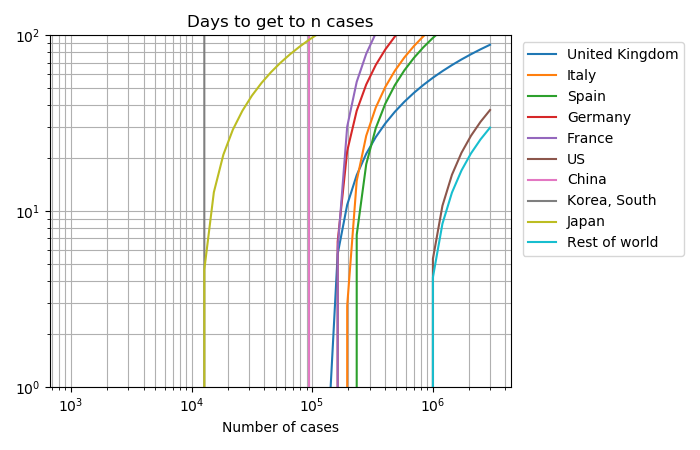 Days to get to n cases
10²
10¹
10⁰
10³
10⁴
10⁵
10⁶
Number of cases
United Kingdom
Italy
Spain
Germany
France
US
China
Korea, South
Japan
Rest of world